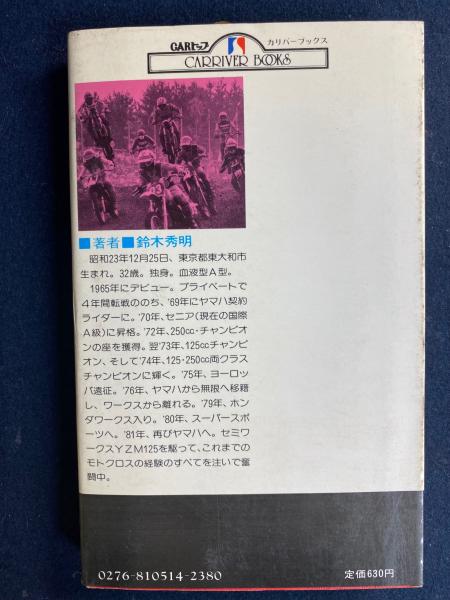 CARトップ
カリバーブックス
CARRIVER BOOKS
■著者■鈴木秀明
昭和23年12月25日、東京都東大和市
生まれ。32歳。独身。血液型A型。
1965年にデビュー。プライベートで
4年間転戦ののち、'69年にヤマハ契約
ライダーに。'70年、セニア(現在の国際
A級)に昇格。'72年、250cc・チャンピオ
ンの座を獲得。翌'73年、125ccチャンピ
オン、そして'74年、125・250cc両クラス
チャンピオンに輝く。'75年、ヨーロッ
パ遠征。'76年、ヤマハから無限へ移籍
し、ワークスから離れる。'79年、ホン
ダワークス入り。'80年、スーパースポ
ーツへ。'81年、再びヤマハへ。セミワ
ークスYZM125を駆って、これまでの
モトクロスの経験のすべてを注いで奮
闘中。
0276-810514-2380
定価630円